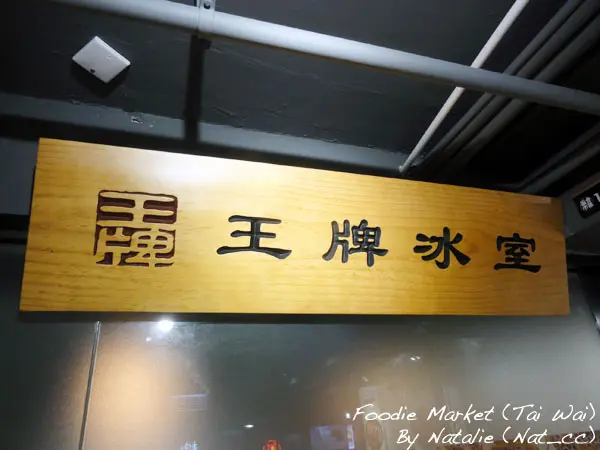 王牌
王牌冰室
Foodie Market (Tai Wai)
By Natalie (Nat_cc)